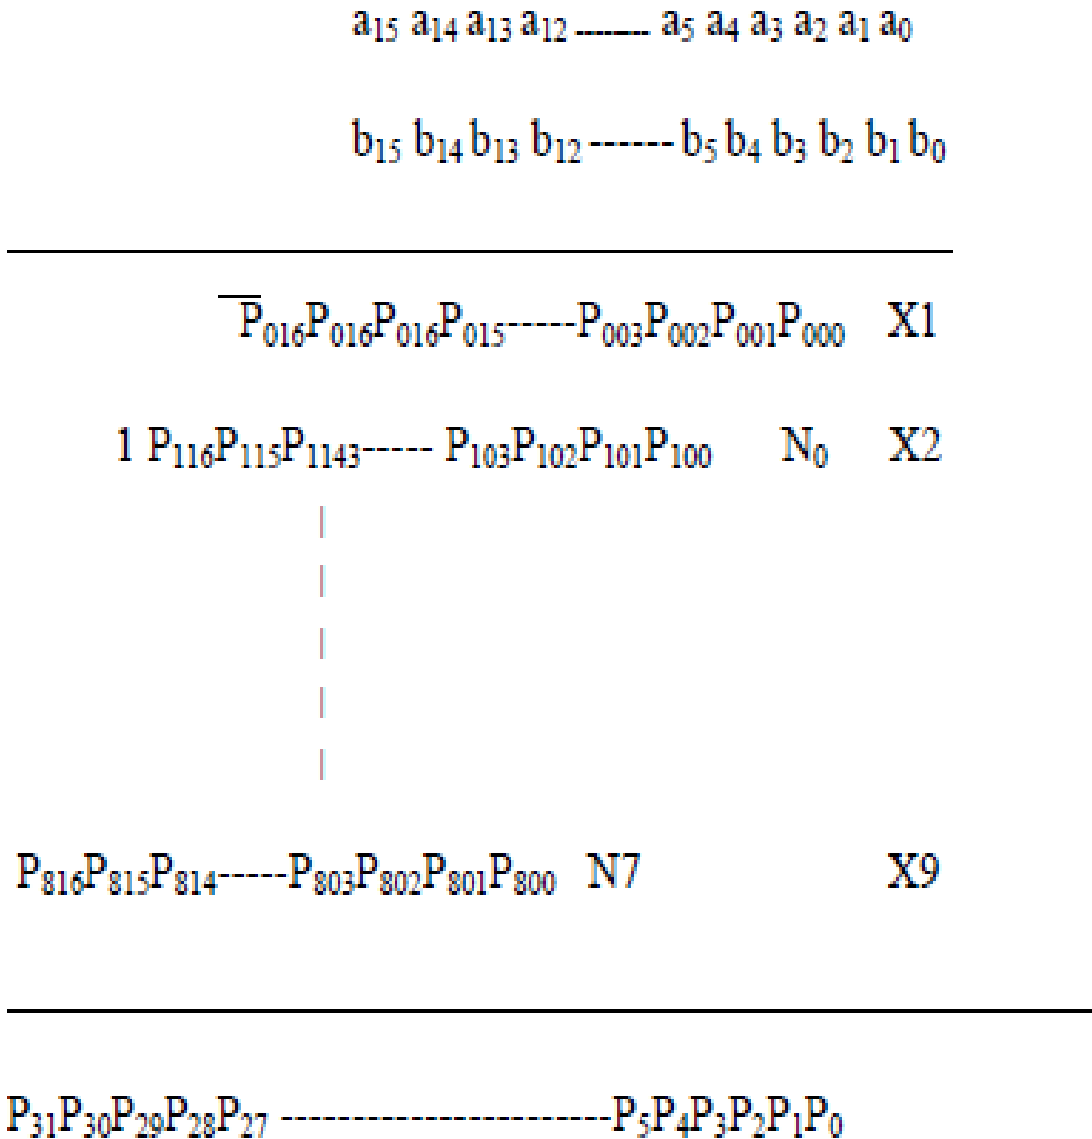 a₁₅ a₁₄ a₁₃ a₁₂ -------- a₅ a₄ a₃ a₂ a₁ a₀
b₁₅ b₁₄ b₁₃ b₁₂ ------ b₅ b₄ b₃ b₂ b₁ b₀
P̅₀₁₆P₀₁₆P₀₁₆P₀₁₅-----P₀₀₃P₀₀₂P₀₀₁P₀₀₀ X1
1 P₁₁₆P₁₁₅P₁₁₄₃----- P₁₀₃P₁₀₂P₁₀₁P₁₀₀ N₀ X2
P₈₁₆P₈₁₅P₈₁₄-----P₈₀₃P₈₀₂P₈₀₁P₈₀₀ N7 X9
P₃₁P₃₀P₂₉P₂₈P₂₇ -----------------------P₅P₄P₃P₂P₁P₀